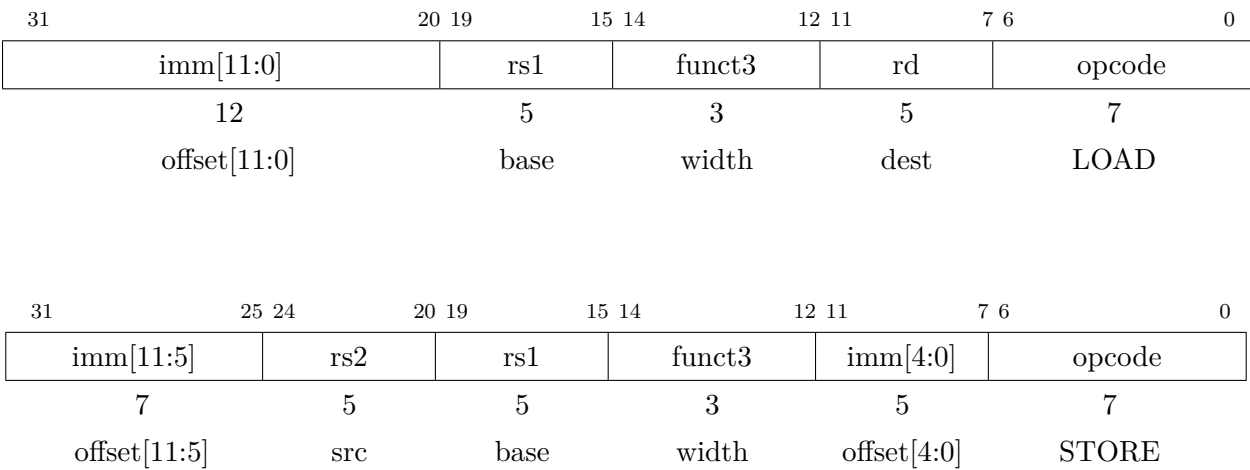 31 20 19 15 14 12 11 7 6 0
imm[11:0] rs1 funct3 rd opcode
12 5 3 5 7
offset[11:0] base width dest LOAD
31 25 24 20 19 15 14 12 11 7 6 0
imm[11:5] rs2 rs1 funct3 imm[4:0] opcode
7 5 5 3 5 7
offset[11:5] src base width offset[4:0] STORE